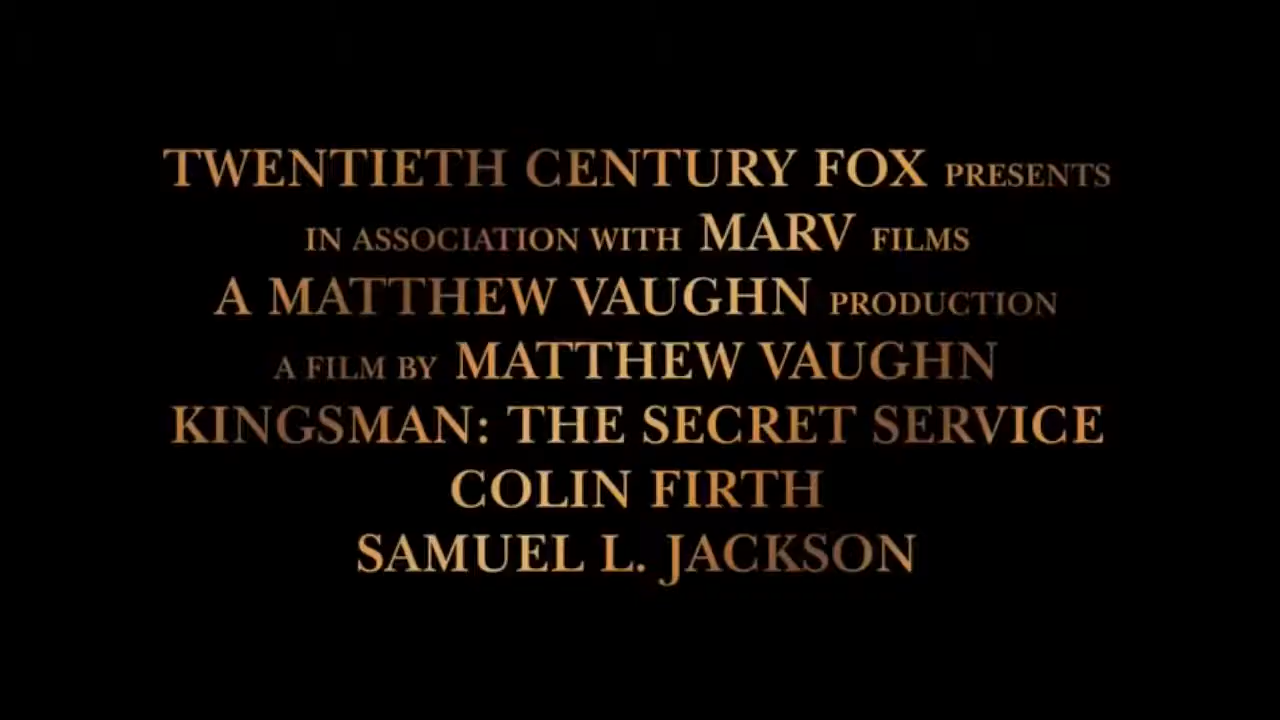 TWENTIETH CENTURY FOX PRESENTS
IN ASSOCIATION WITH MARV FILMS
A MATTHEW VAUGHN PRODUCTION
A FILM BY MATTHEW VAUGHN
KINGSMAN: THE SECRET SERVICE
COLIN FIRTH
SAMUEL L. JACKSON